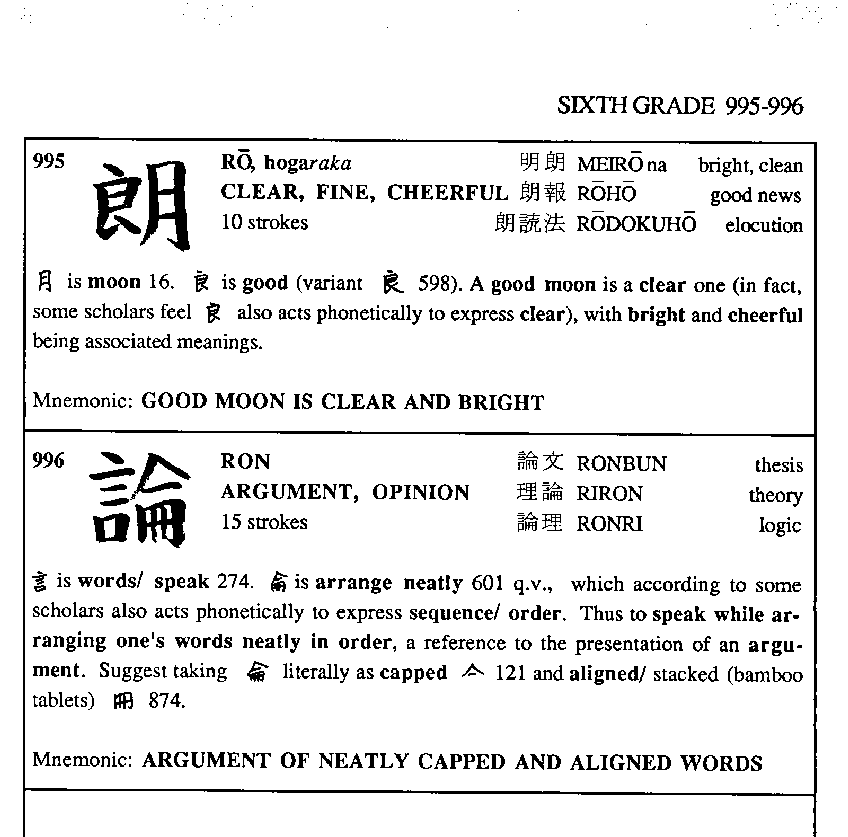 SIXTH GRADE 995-996
995 朗 RŌ, hogaraka 明朗 MEIRŌ na bright, clean
CLEAR, FINE, CHEERFUL 朗報 RŌHŌ good news
10 strokes 朗読法 RŌDOKUHŌ elocution
月 is moon 16. 良 is good (variant 良 598). A good moon is a clear one (in fact,
some scholars feel 良 also acts phonetically to express clear), with bright and cheerful
being associated meanings.
Mnemonic: GOOD MOON IS CLEAR AND BRIGHT
996 論 RON 論文 RONBUN thesis
ARGUMENT, OPINION 理論 RIRON theory
15 strokes 論理 RONRI logic
言 is words/ speak 274. 侖 is arrange neatly 601 q.v., which according to some
scholars also acts phonetically to express sequence/ order. Thus to speak while ar-
ranging one's words neatly in order, a reference to the presentation of an argu-
ment. Suggest taking 侖 literally as capped 亼 121 and aligned/ stacked (bamboo
tablets) 冊 874.
Mnemonic: ARGUMENT OF NEATLY CAPPED AND ALIGNED WORDS